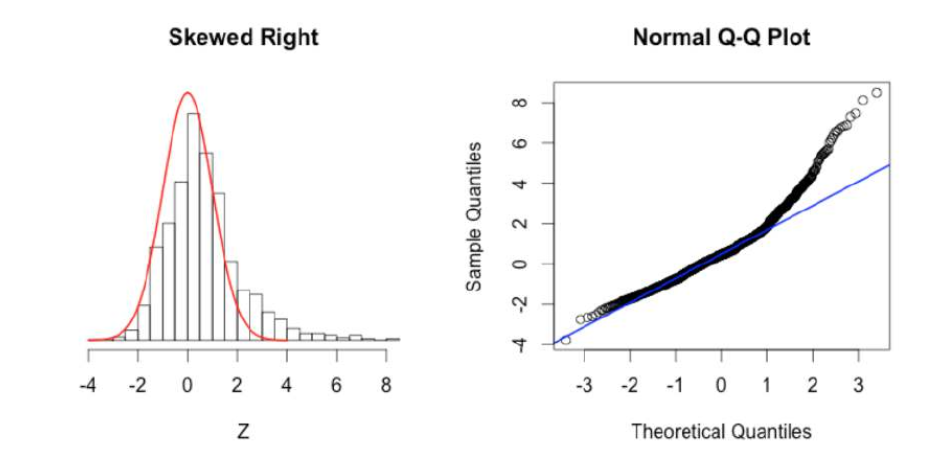 Skewed Right
-4 -2 0 2 4 6 8
Z
Normal Q-Q Plot
Sample Quantiles
8
6
4
2
0
-2
-4
-3 -2 -1 0 1 2 3
Theoretical Quantiles